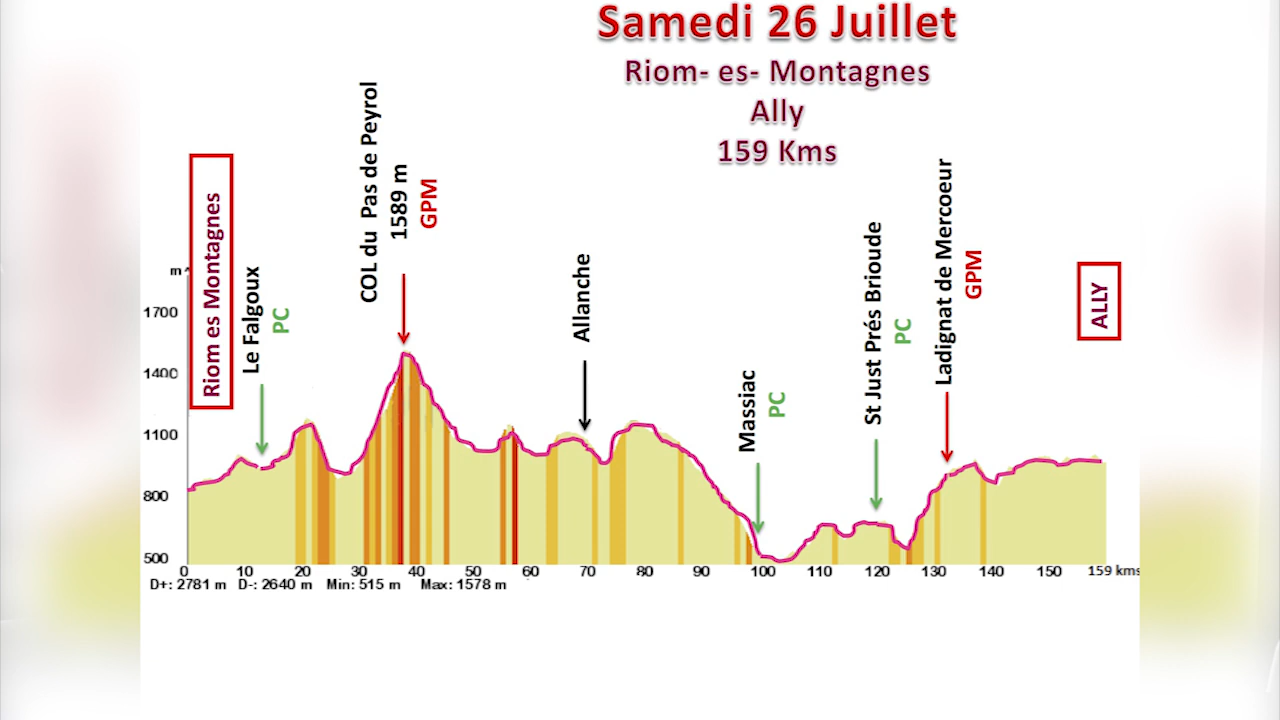 Samedi 26 Juillet
Riom- es- Montagnes
Ally
159 Kms
Riom es Montagnes
Le Falgoux
PC
COL du Pas de Peyrol
1589 m
GPM
Allanche
Massiac
PC
St Just Prés Brioude
PC
Ladignat de Mercoeur
GPM
ALLY
m
1700
1400
1100
800
500
0 10 20 30 40 50 60 70 80 90 100 110 120 130 140 150 159 kms
D+: 2781 m D-: 2640 m Min: 515 m Max: 1578 m